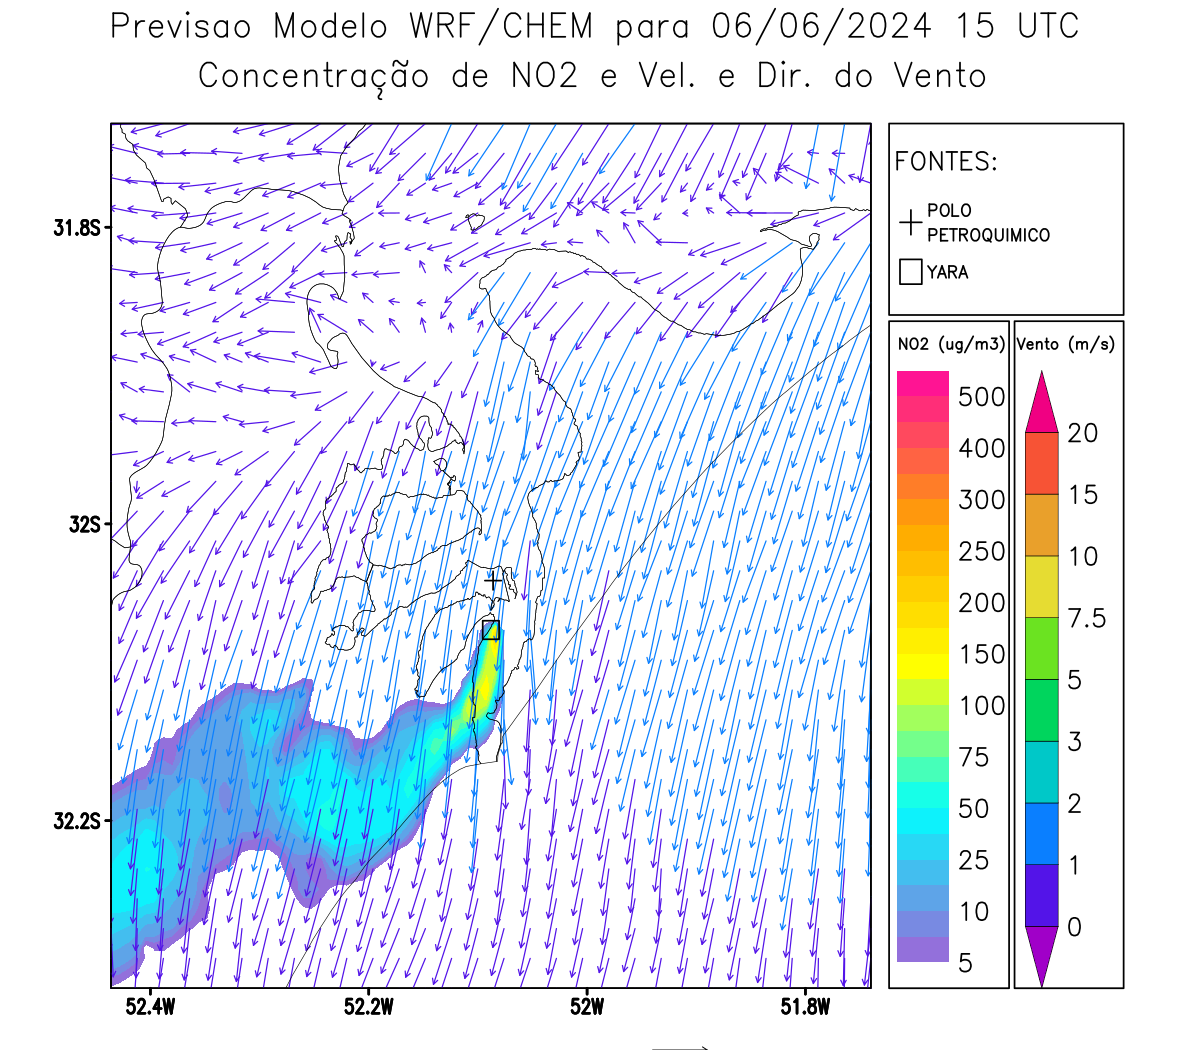 Previsao Modelo WRF/CHEM para 06/06/2024 15 UTC
Concentração de NO2 e Vel. e Dir. do Vento
FONTES:
POLO
PETROQUIMICO
YARA
31.8S
32S
32.2S
52.4W
52.2W
52W
51.8W
NO2 (ug/m3)
500
400
300
250
200
150
100
75
50
25
10
5
Vento (m/s)
20
15
10
7.5
5
3
2
1
0